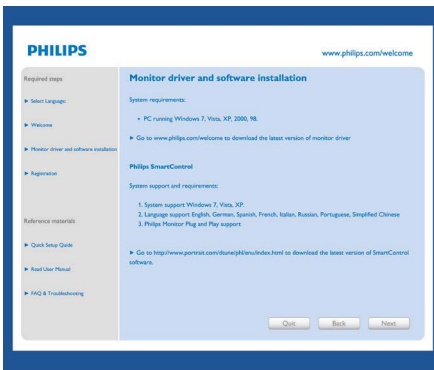 PHILIPS
www.philips.com/welcome
Required steps
Select Language:
Welcome
Monitor driver and software installation
Registration
Reference materials
Quick Setup Quide
Read User Manual
FAQ & Troubleshooting
Monitor driver and software installation
System requirements:
• PC running Windows 7, Vista, XP, 2000, 98.
Go to www.philips.com/welcome to download the latest version of monitor driver
Philips SmartControl
System support and requirements:
1. System support Windows 7, Vista, XP.
2. Language support English, German, Spanish, French, Italian, Russian, Portuguese, Simplified Chinese
3. Philips Monitor Plug and Play support
Go to http://www.portrait.com/dtune/phl/enu/index.html to download the latest version of SmartControl
software.
Quit
Back
Next